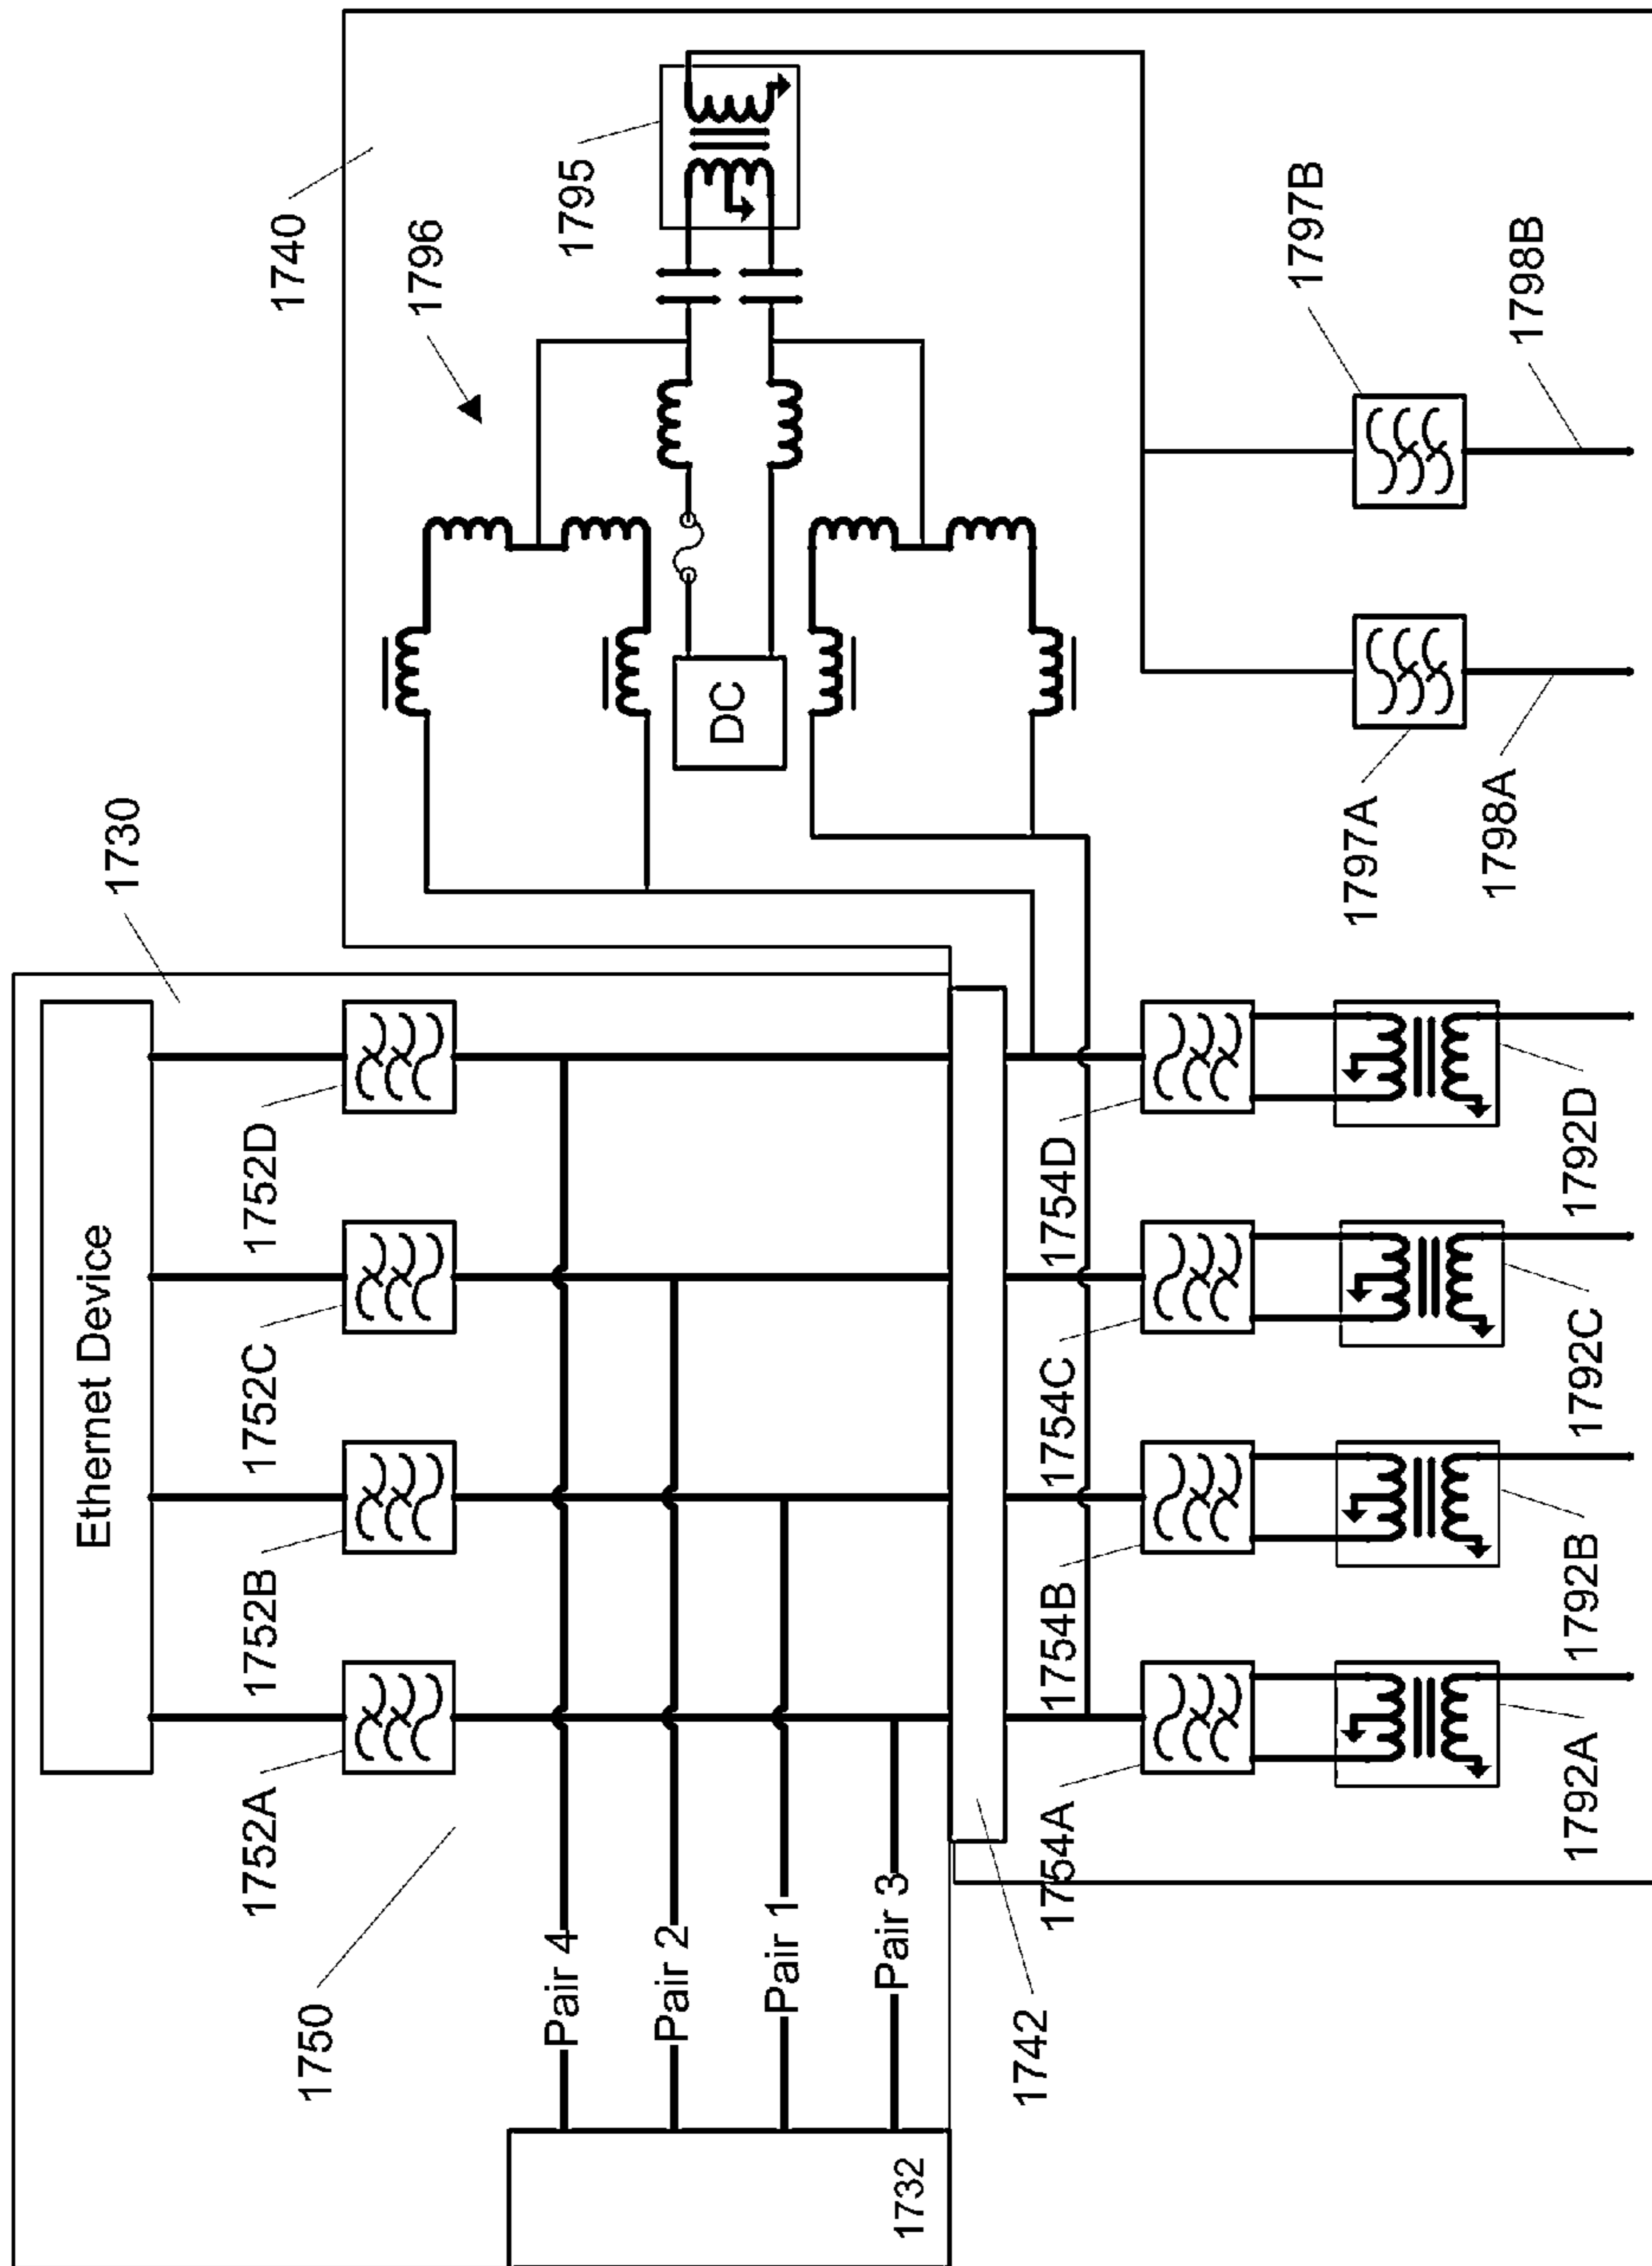 Ethernet Device
1730
1740
1796
1795
1752A
1752B
1752C
1752D
1750
Pair 4
Pair 2
Pair 1
Pair 3
DC
1732
1742
1754A
1754B
1754C
1754D
1797A
1797B
1792A
1792B
1792C
1792D
1798A
1798B